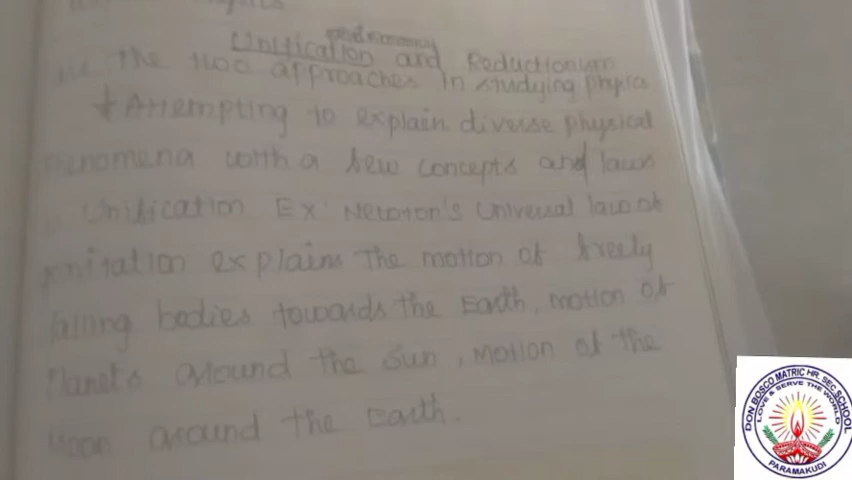 Unification and Reductionism
the two approaches in studying physics
* Attempting to explain diverse physical
Phenomena with a few concepts and laws
Unification Ex: Newton's Universal law of
explains the motion of freely
falling bodies towards the Earth, motion of
Planets around the Sun, Motion of the
Moon around the Earth.
DON BOSCO MATRIC HR. SEC SCHOOL
LOVE & SERVE THE WORLD
PARAMAKUDI